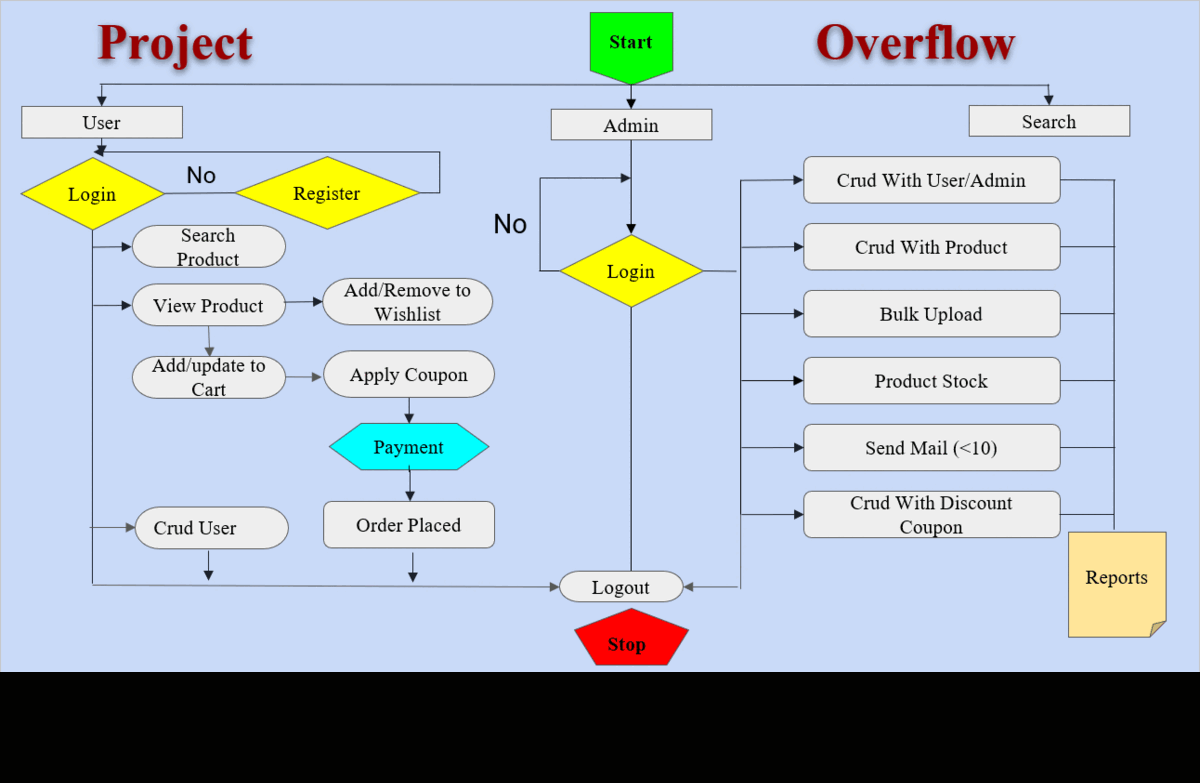 Project
Start
Overflow
User
Admin
Search
Login
No
Register
Search
Product
View Product
Add/Remove to
Wishlist
Add/update to
Cart
Apply Coupon
Payment
Crud User
Order Placed
No
Login
Crud With User/Admin
Crud With Product
Bulk Upload
Product Stock
Send Mail (<10)
Crud With Discount
Coupon
Reports
Logout
Stop